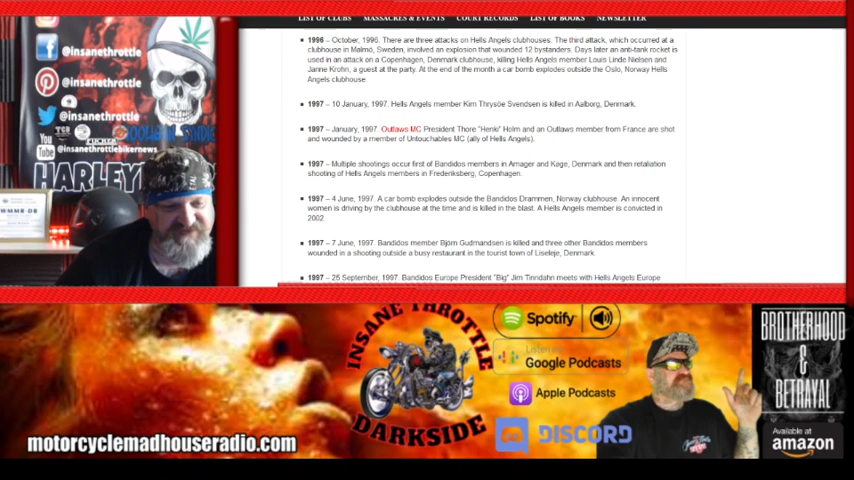 LIST OF CLUBS MASSACRES & EVENTS COURT RECORDS LIST OF BOOKS NEWSLETTER
1996 – October, 1996. There are three attacks on Hells Angels clubhouses. The third attack, which occurred at a
clubhouse in Malmö, Sweden, involved an explosion that wounded 12 bystanders. Days later an anti-tank rocket is
used in an attack on a Copenhagen, Denmark clubhouse, killing Hells Angels member Louis Linde Nielsen and
Janne Krohn, a guest at the party. At the end of the month a car bomb explodes outside the Oslo, Norway Hells
Angels clubhouse.
1997 – 10 January, 1997. Hells Angels member Kim Thrysöe Svendsen is killed in Aalborg, Denmark.
1997 – January, 1997. Outlaws MC President Thore "Henki" Holm and an Outlaws member from France are shot
and wounded by a member of Untouchables MC (ally of Hells Angels).
1997 – Multiple shootings occur first of Bandidos members in Amager and Køge, Denmark and then retaliation
shooting of Hells Angels members in Frederiksberg, Copenhagen.
1997 – 4 June, 1997. A car bomb explodes outside the Bandidos Drammen, Norway clubhouse. An innocent
women is driving by the clubhouse at the time and is killed in the blast. A Hells Angels member is convicted in
2002.
1997 – 7 June, 1997. Bandidos member Björn Gudmandsen is killed and three other Bandidos members
wounded in a shooting outside a busy restaurant in the tourist town of Liseleje, Denmark.
1997 – 25 September, 1997. Bandidos Europe President "Big" Jim Tinndahn meets with Hells Angels Europe
@insanethrottle
@insanethrottle
@insanethrottle
You
Tube
@insanethrottlebikernews
HARLEY
INSANE THROTTLE
DARKSIDE
motorcyclemadhouseradio.com
Spotify
Listen on
Google Podcasts
Apple Podcasts
DISCORD
BROTHERHOOD
&
BETRAYAL
Available at
amazon